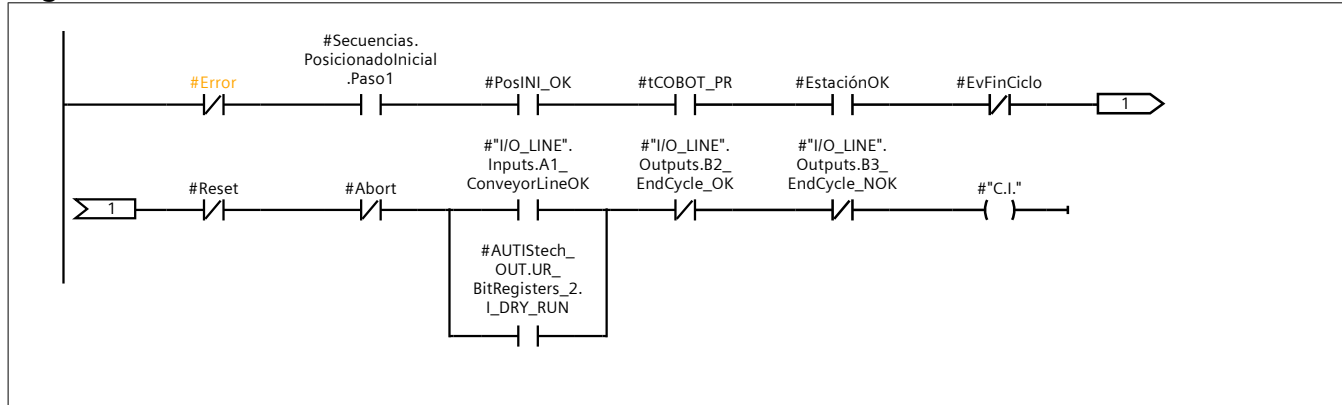 #Secuencias.
PosicionadoInicial
.Paso1
#Error
#PosINI_OK
#tCOBOT_PR
#EstaciónOK
#EvFinCiclo
1
#"I/O_LINE".
Inputs.A1_
ConveyorLineOK
#"I/O_LINE".
Outputs.B2_
EndCycle_OK
#"I/O_LINE".
Outputs.B3_
EndCycle_NOK
1
#Reset
#Abort
#"C.I."
#AUTIStech_
OUT.UR_
BitRegisters_2.
I_DRY_RUN